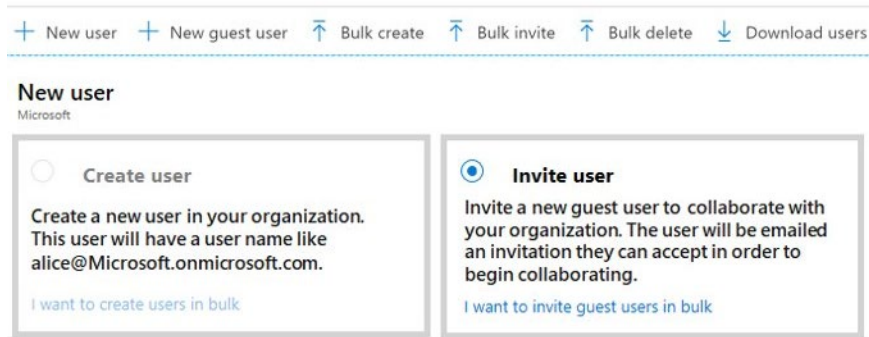 New user New guest user Bulk create Bulk invite Bulk delete Download users
New user
Microsoft
Create user
Create a new user in your organization.
This user will have a user name like
alice@Microsoft.onmicrosoft.com.
I want to create users in bulk
Invite user
Invite a new guest user to collaborate with
your organization. The user will be emailed
an invitation they can accept in order to
begin collaborating.
I want to invite guest users in bulk